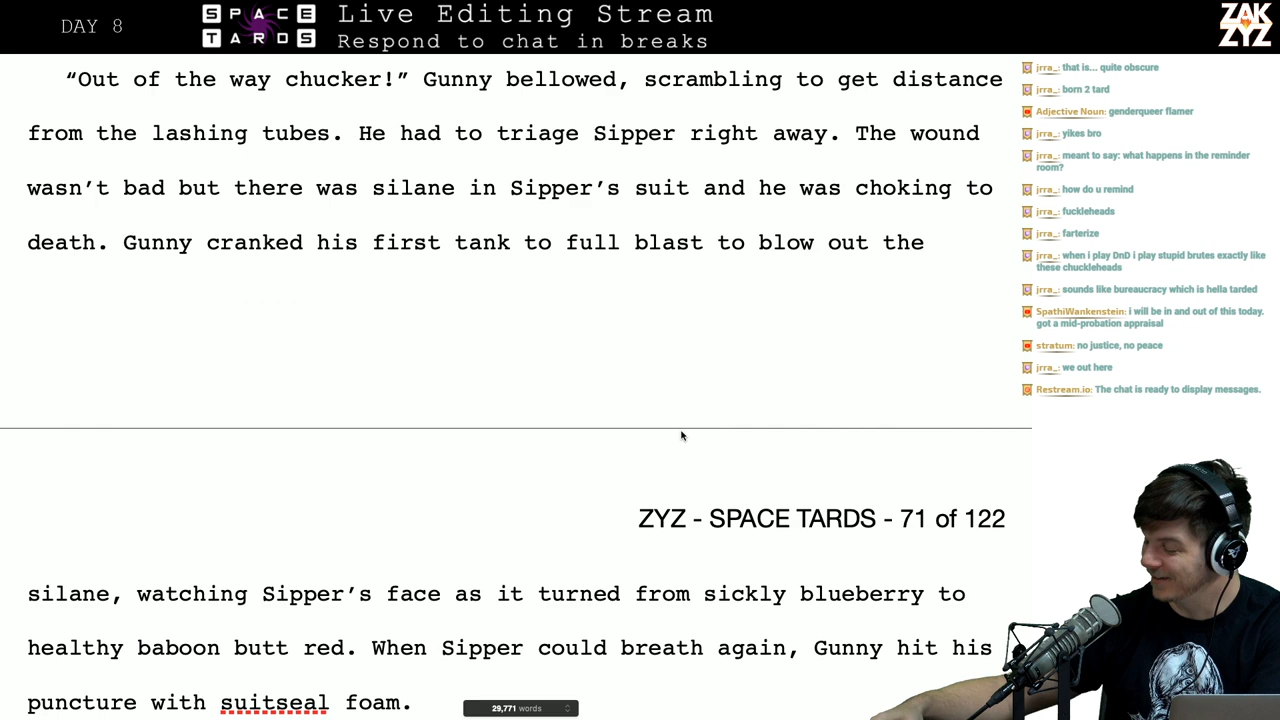 DAY 8
SPACE
TARDS
Live Editing Stream
Respond to chat in breaks
ZAK
ZYZ
“Out of the way chucker!” Gunny bellowed, scrambling to get distance
from the lashing tubes. He had to triage Sipper right away. The wound
wasn’t bad but there was silane in Sipper’s suit and he was choking to
death. Gunny cranked his first tank to full blast to blow out the
ZYZ - SPACE TARDS - 71 of 122
silane, watching Sipper’s face as it turned from sickly blueberry to
healthy baboon butt red. When Sipper could breath again, Gunny hit his
puncture with suitseal foam.
29,771 words
jrra_: that is... quite obscure
jrra_: born 2 tard
Adjective Noun: genderqueer flamer
jrra_: yikes bro
jrra_: meant to say: what happens in the reminder
room?
jrra_: how do u remind
jrra_: fuckleheads
jrra_: farterize
jrra_: when i play DnD i play stupid brutes exactly like
these chuckleheads
jrra_: sounds like bureaucracy which is hella tarded
SpathiWankenstein: i will be in and out of this today.
got a mid-probation appraisal
stratum: no justice, no peace
jrra_: we out here
Restream.io: The chat is ready to display messages.